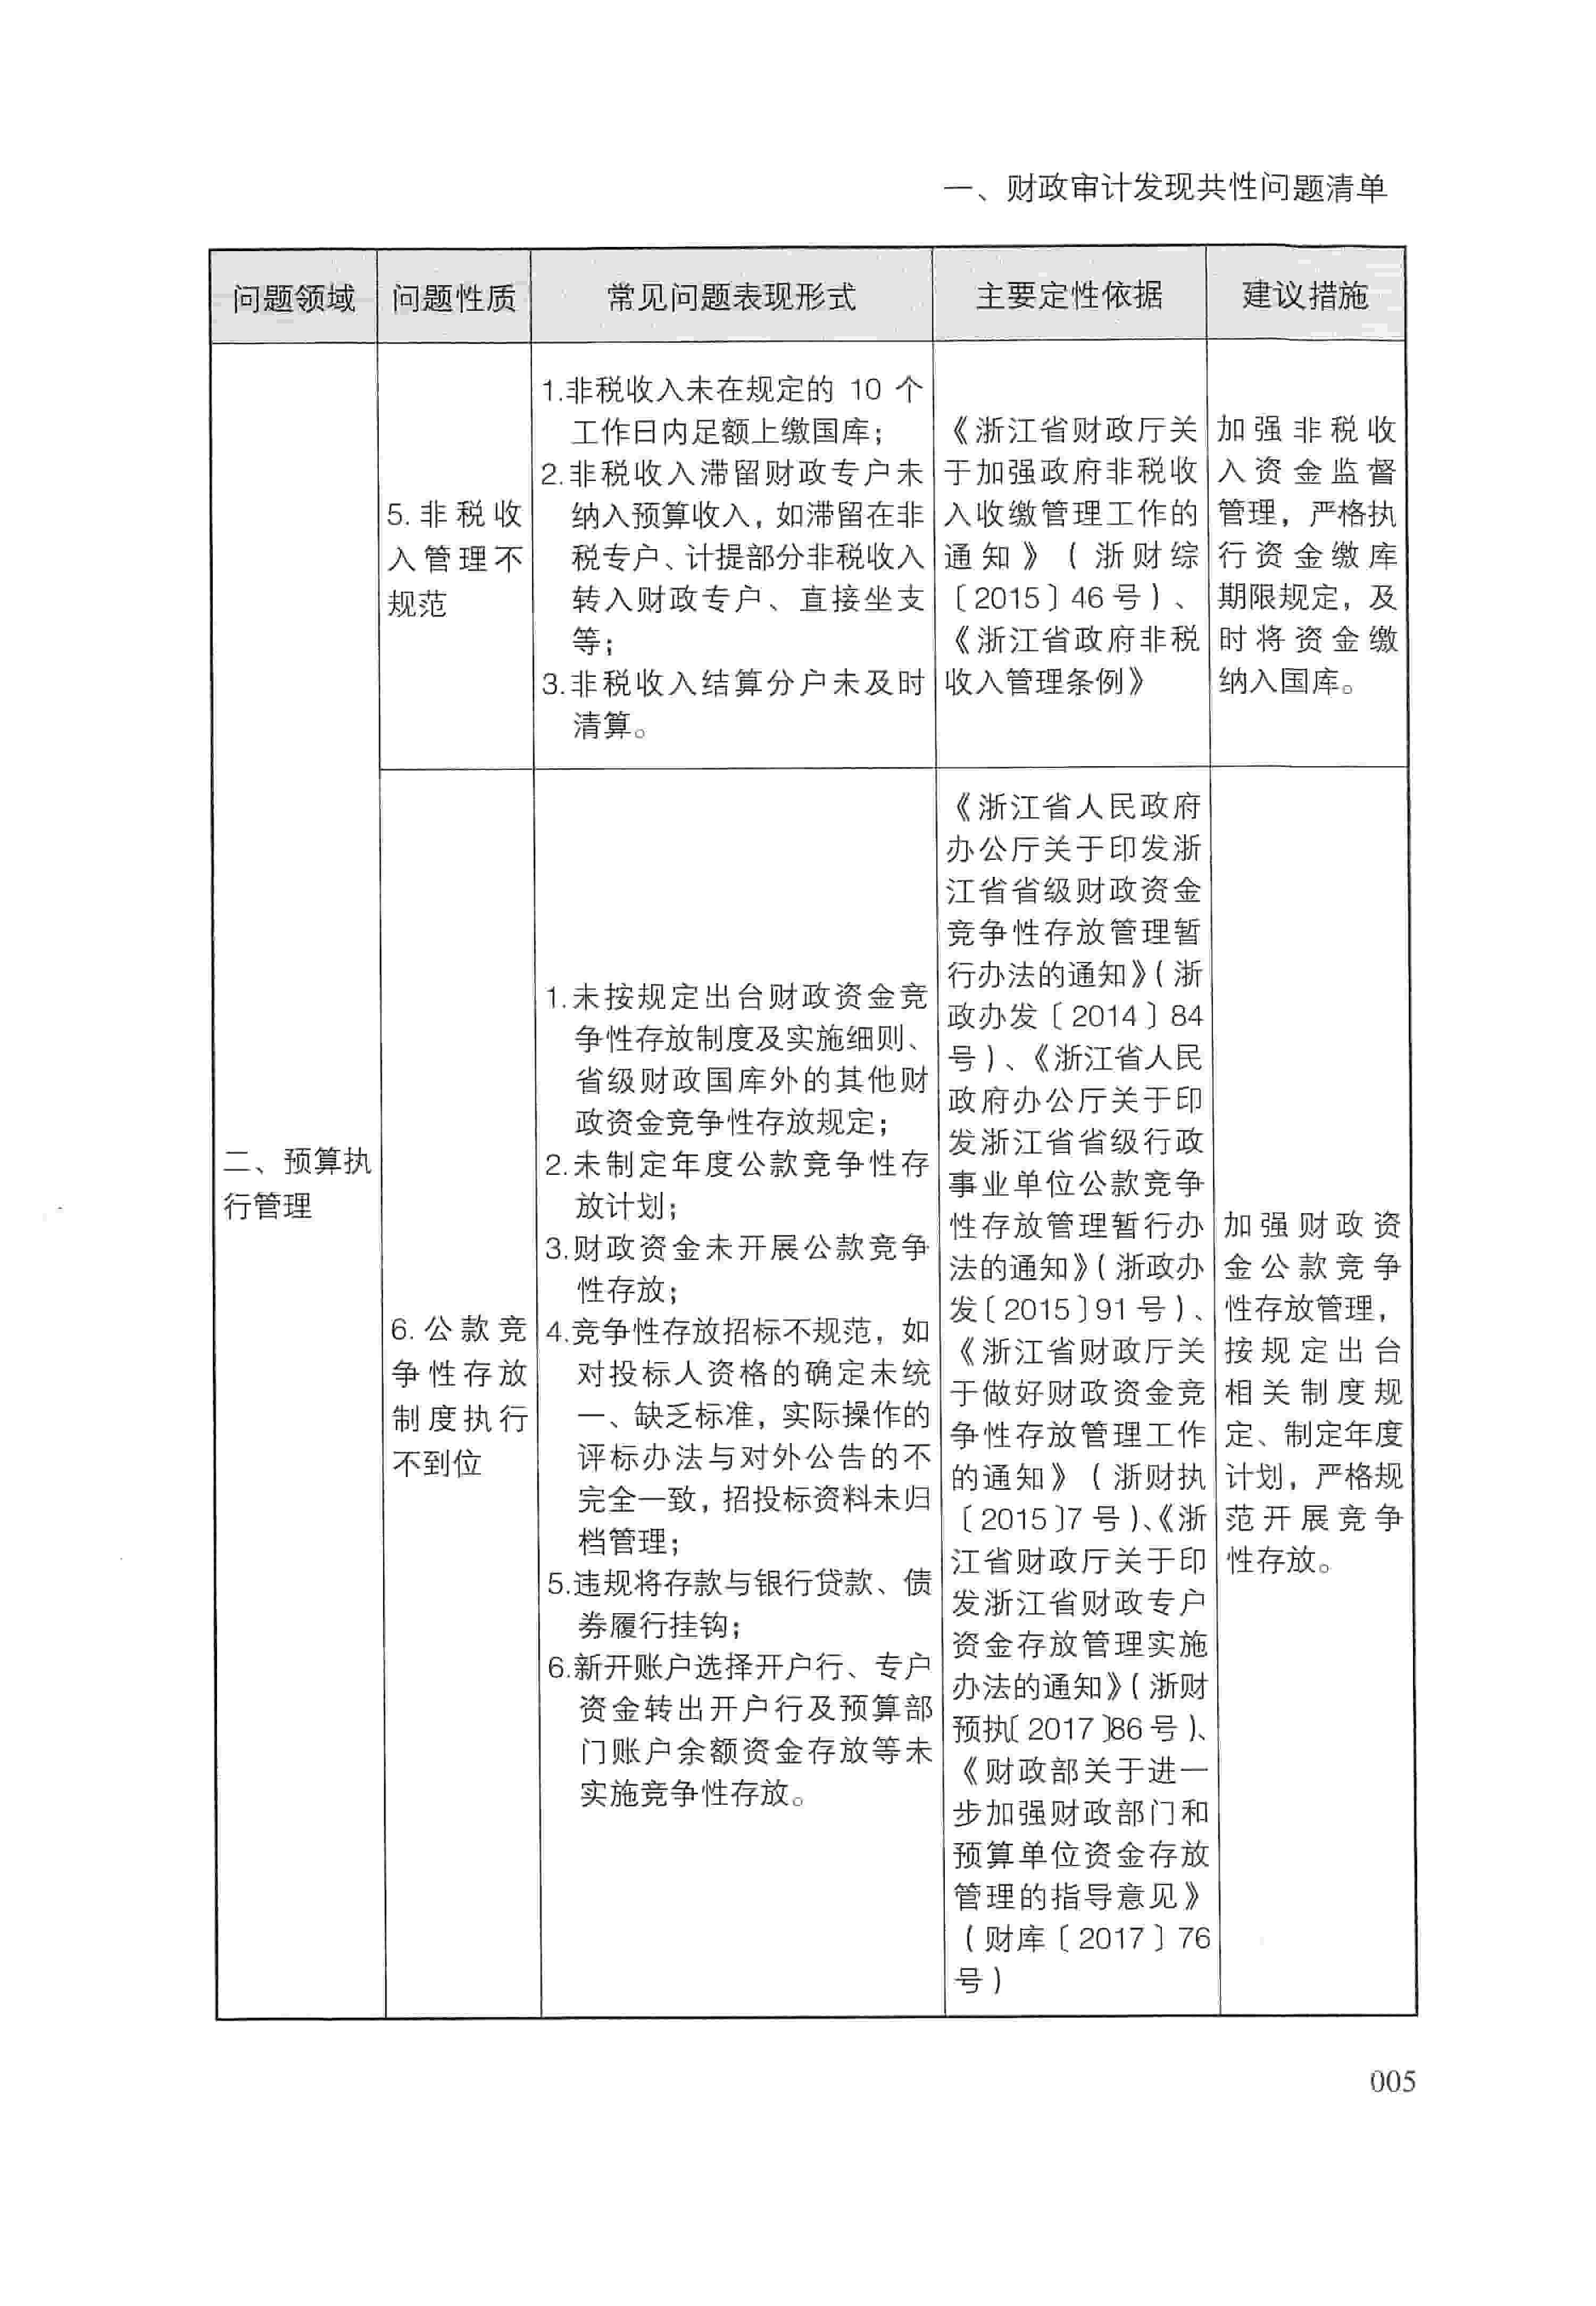 一、财政审计发现共性问题清单
问题领域 问题性质 常见问题表现形式 主要定性依据 建议措施
二、预算执
行管理
5.非税收
入管理不
规范
1.非税收入未在规定的 10 个
工作日内足额上缴国库；
2.非税收入滞留财政专户未
纳入预算收入，如滞留在非
税专户、计提部分非税收入
转入财政专户、直接坐支
等；
3.非税收入结算分户未及时
清算。
《浙江省财政厅关
于加强政府非税收
入收缴管理工作的
通知》（浙财综
〔2015〕46号）、
《浙江省政府非税
收入管理条例》
加强非税收
入资金监督
管理，严格执
行资金缴库
期限规定，及
时将资金缴
纳入国库。
6.公款竞
争性存放
制度执行
不到位
1.未按规定出台财政资金竞
争性存放制度及实施细则、
省级财政国库外的其他财
政资金竞争性存放规定；
2.未制定年度公款竞争性存
放计划；
3.财政资金未开展公款竞争
性存放；
4.竞争性存放招标不规范，如
对投标人资格的确定未统
一、缺乏标准，实际操作的
评标办法与对外公告的不
完全一致，招投标资料未归
档管理；
5.违规将存款与银行贷款、债
券履行挂钩；
6.新开账户选择开户行、专户
资金转出开户行及预算部
门账户余额资金存放等未
实施竞争性存放。
《浙江省人民政府
办公厅关于印发浙
江省省级财政资金
竞争性存放管理暂
行办法的通知》（浙
政办发〔2014〕84
号）、《浙江省人民
政府办公厅关于印
发浙江省省级行政
事业单位公款竞争
性存放管理暂行办
法的通知》（浙政办
发〔2015〕91号）、
《浙江省财政厅关
于做好财政资金竞
争性存放管理工作
的通知》（浙财执
〔2015〕7号）、《浙
江省财政厅关于印
发浙江省财政专户
资金存放管理实施
办法的通知》（浙财
预执〔2017〕86号）、
《财政部关于进一
步加强财政部门和
预算单位资金存放
管理的指导意见》
（财库〔2017〕76
号）
加强财政资
金公款竞争
性存放管理，
按规定出台
相关制度规
定、制定年度
计划，严格规
范开展竞争
性存放。
005